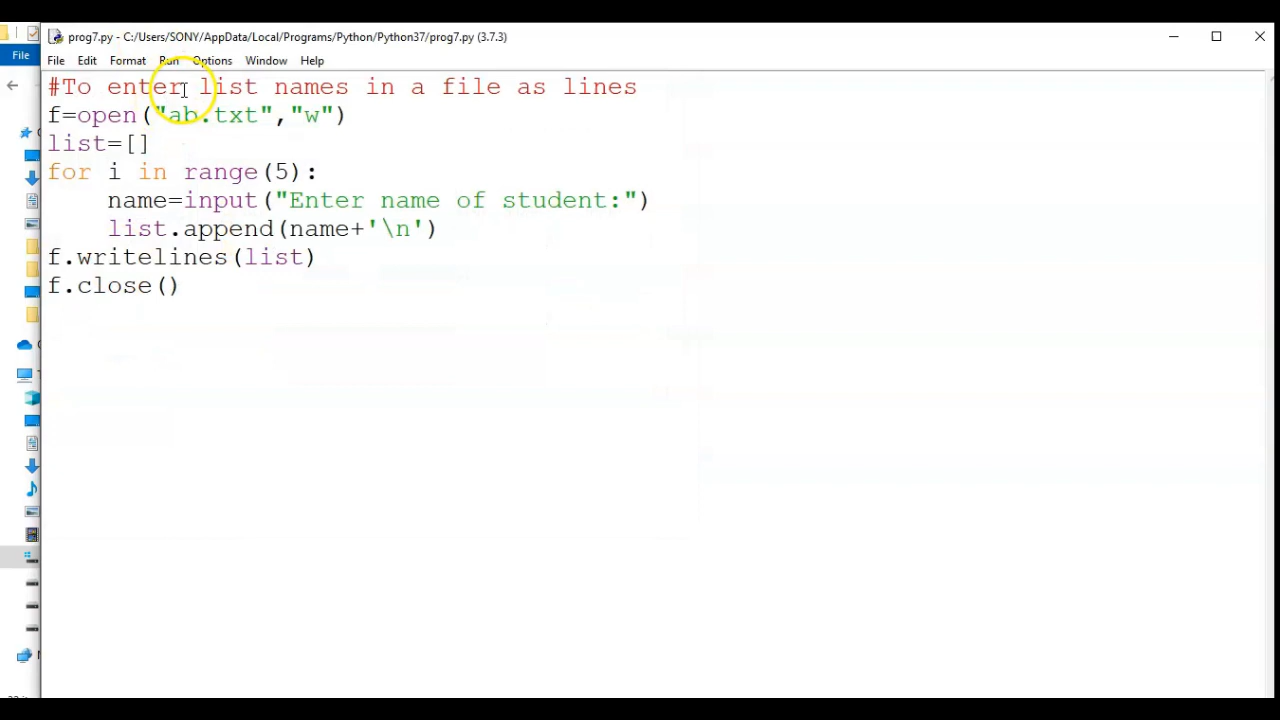 prog7.py - C:/Users/SONY/AppData/Local/Programs/Python/Python37/prog7.py (3.7.3)
File
File Edit Format Run Options Window Help
#To enter list names in a file as lines
f=open("ab.txt","w")
list=[]
for i in range(5):
    name=input("Enter name of student:")
    list.append(name+'\n')
f.writelines(list)
f.close()